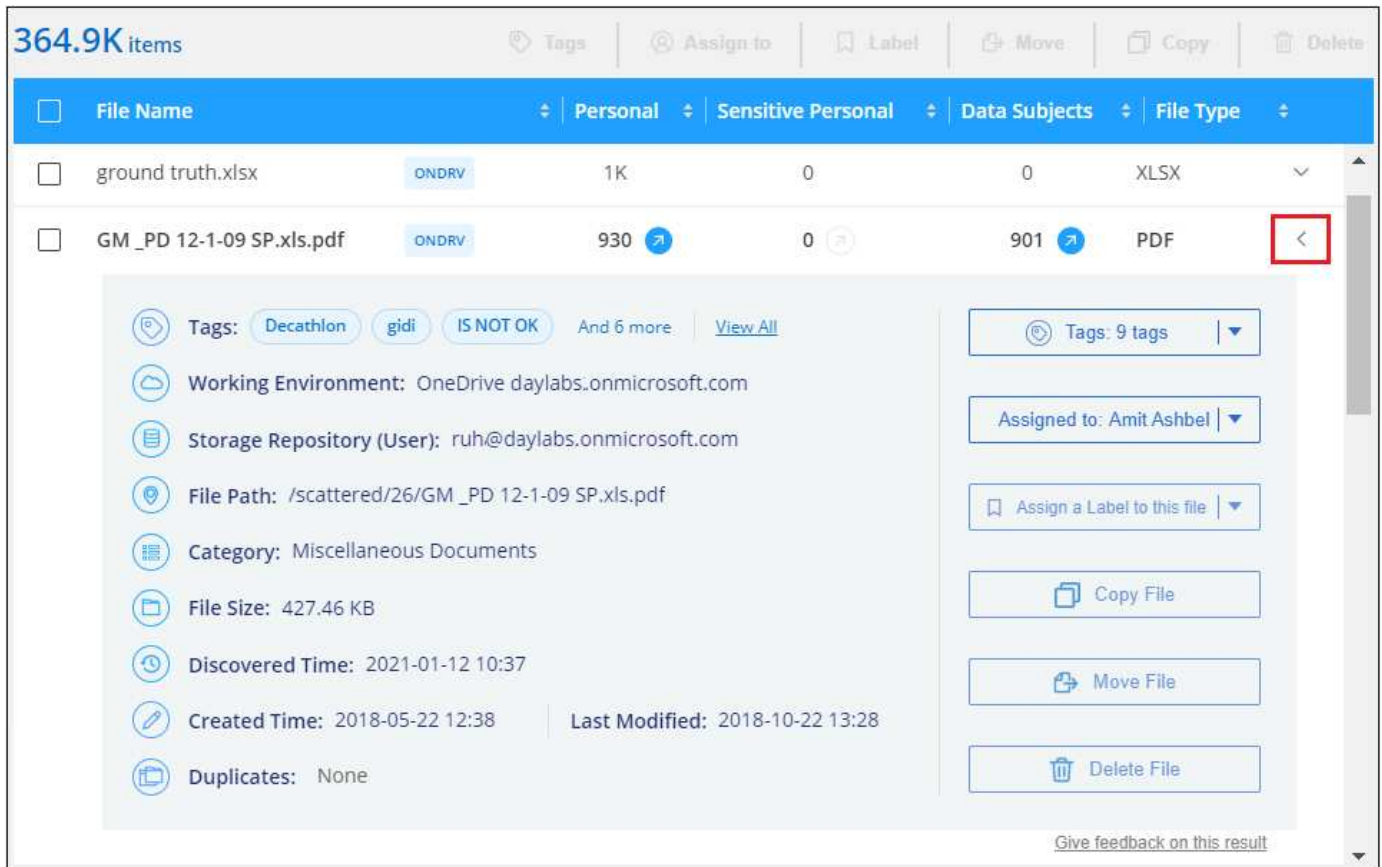 364.9K items Tags Assign to Label Move Copy Delete
File Name Personal Sensitive Personal Data Subjects File Type
ground truth.xlsx ONDRV 1K 0 0 XLSX
GM _PD 12-1-09 SP.xls.pdf ONDRV 930 0 901 PDF
Tags: Decathlon gidi IS NOT OK And 6 more View All
Tags: 9 tags
Working Environment: OneDrive daylabs.onmicrosoft.com
Assigned to: Amit Ashbel
Storage Repository (User): ruh@daylabs.onmicrosoft.com
File Path: /scattered/26/GM _PD 12-1-09 SP.xls.pdf
Assign a Label to this file
Category: Miscellaneous Documents
Copy File
File Size: 427.46 KB
Discovered Time: 2021-01-12 10:37
Move File
Created Time: 2018-05-22 12:38 Last Modified: 2018-10-22 13:28
Delete File
Duplicates: None
Give feedback on this result